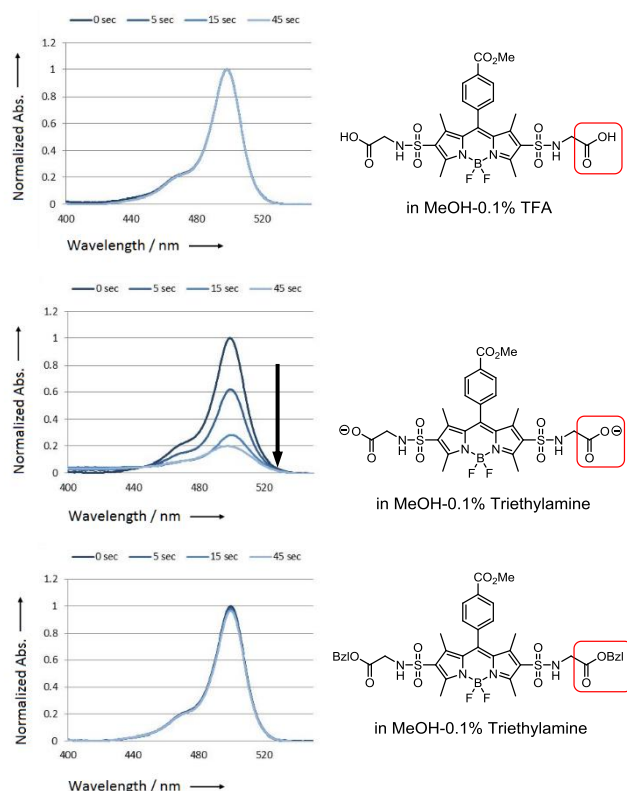 0 sec 5 sec 15 sec 45 sec
Normalized Abs.
1.2
1
0.8
0.6
0.4
0.2
0
400 440 480 520
Wavelength / nm
CO2Me
HO O N H O S O N B N F F O S O N H O OH
in MeOH-0.1% TFA
0 sec 5 sec 15 sec 45 sec
Normalized Abs.
1.2
1
0.8
0.6
0.4
0.2
0
400 440 480 520
Wavelength / nm
CO2Me
⊖ O O N H O S O N B N F F O S O N H O O ⊖
in MeOH-0.1% Triethylamine
0 sec 5 sec 15 sec 45 sec
Normalized Abs.
1.2
1
0.8
0.6
0.4
0.2
0
400 440 480 520
Wavelength / nm
CO2Me
BzlO O N H O S O N B N F F O S O N H O OBzl
in MeOH-0.1% Triethylamine